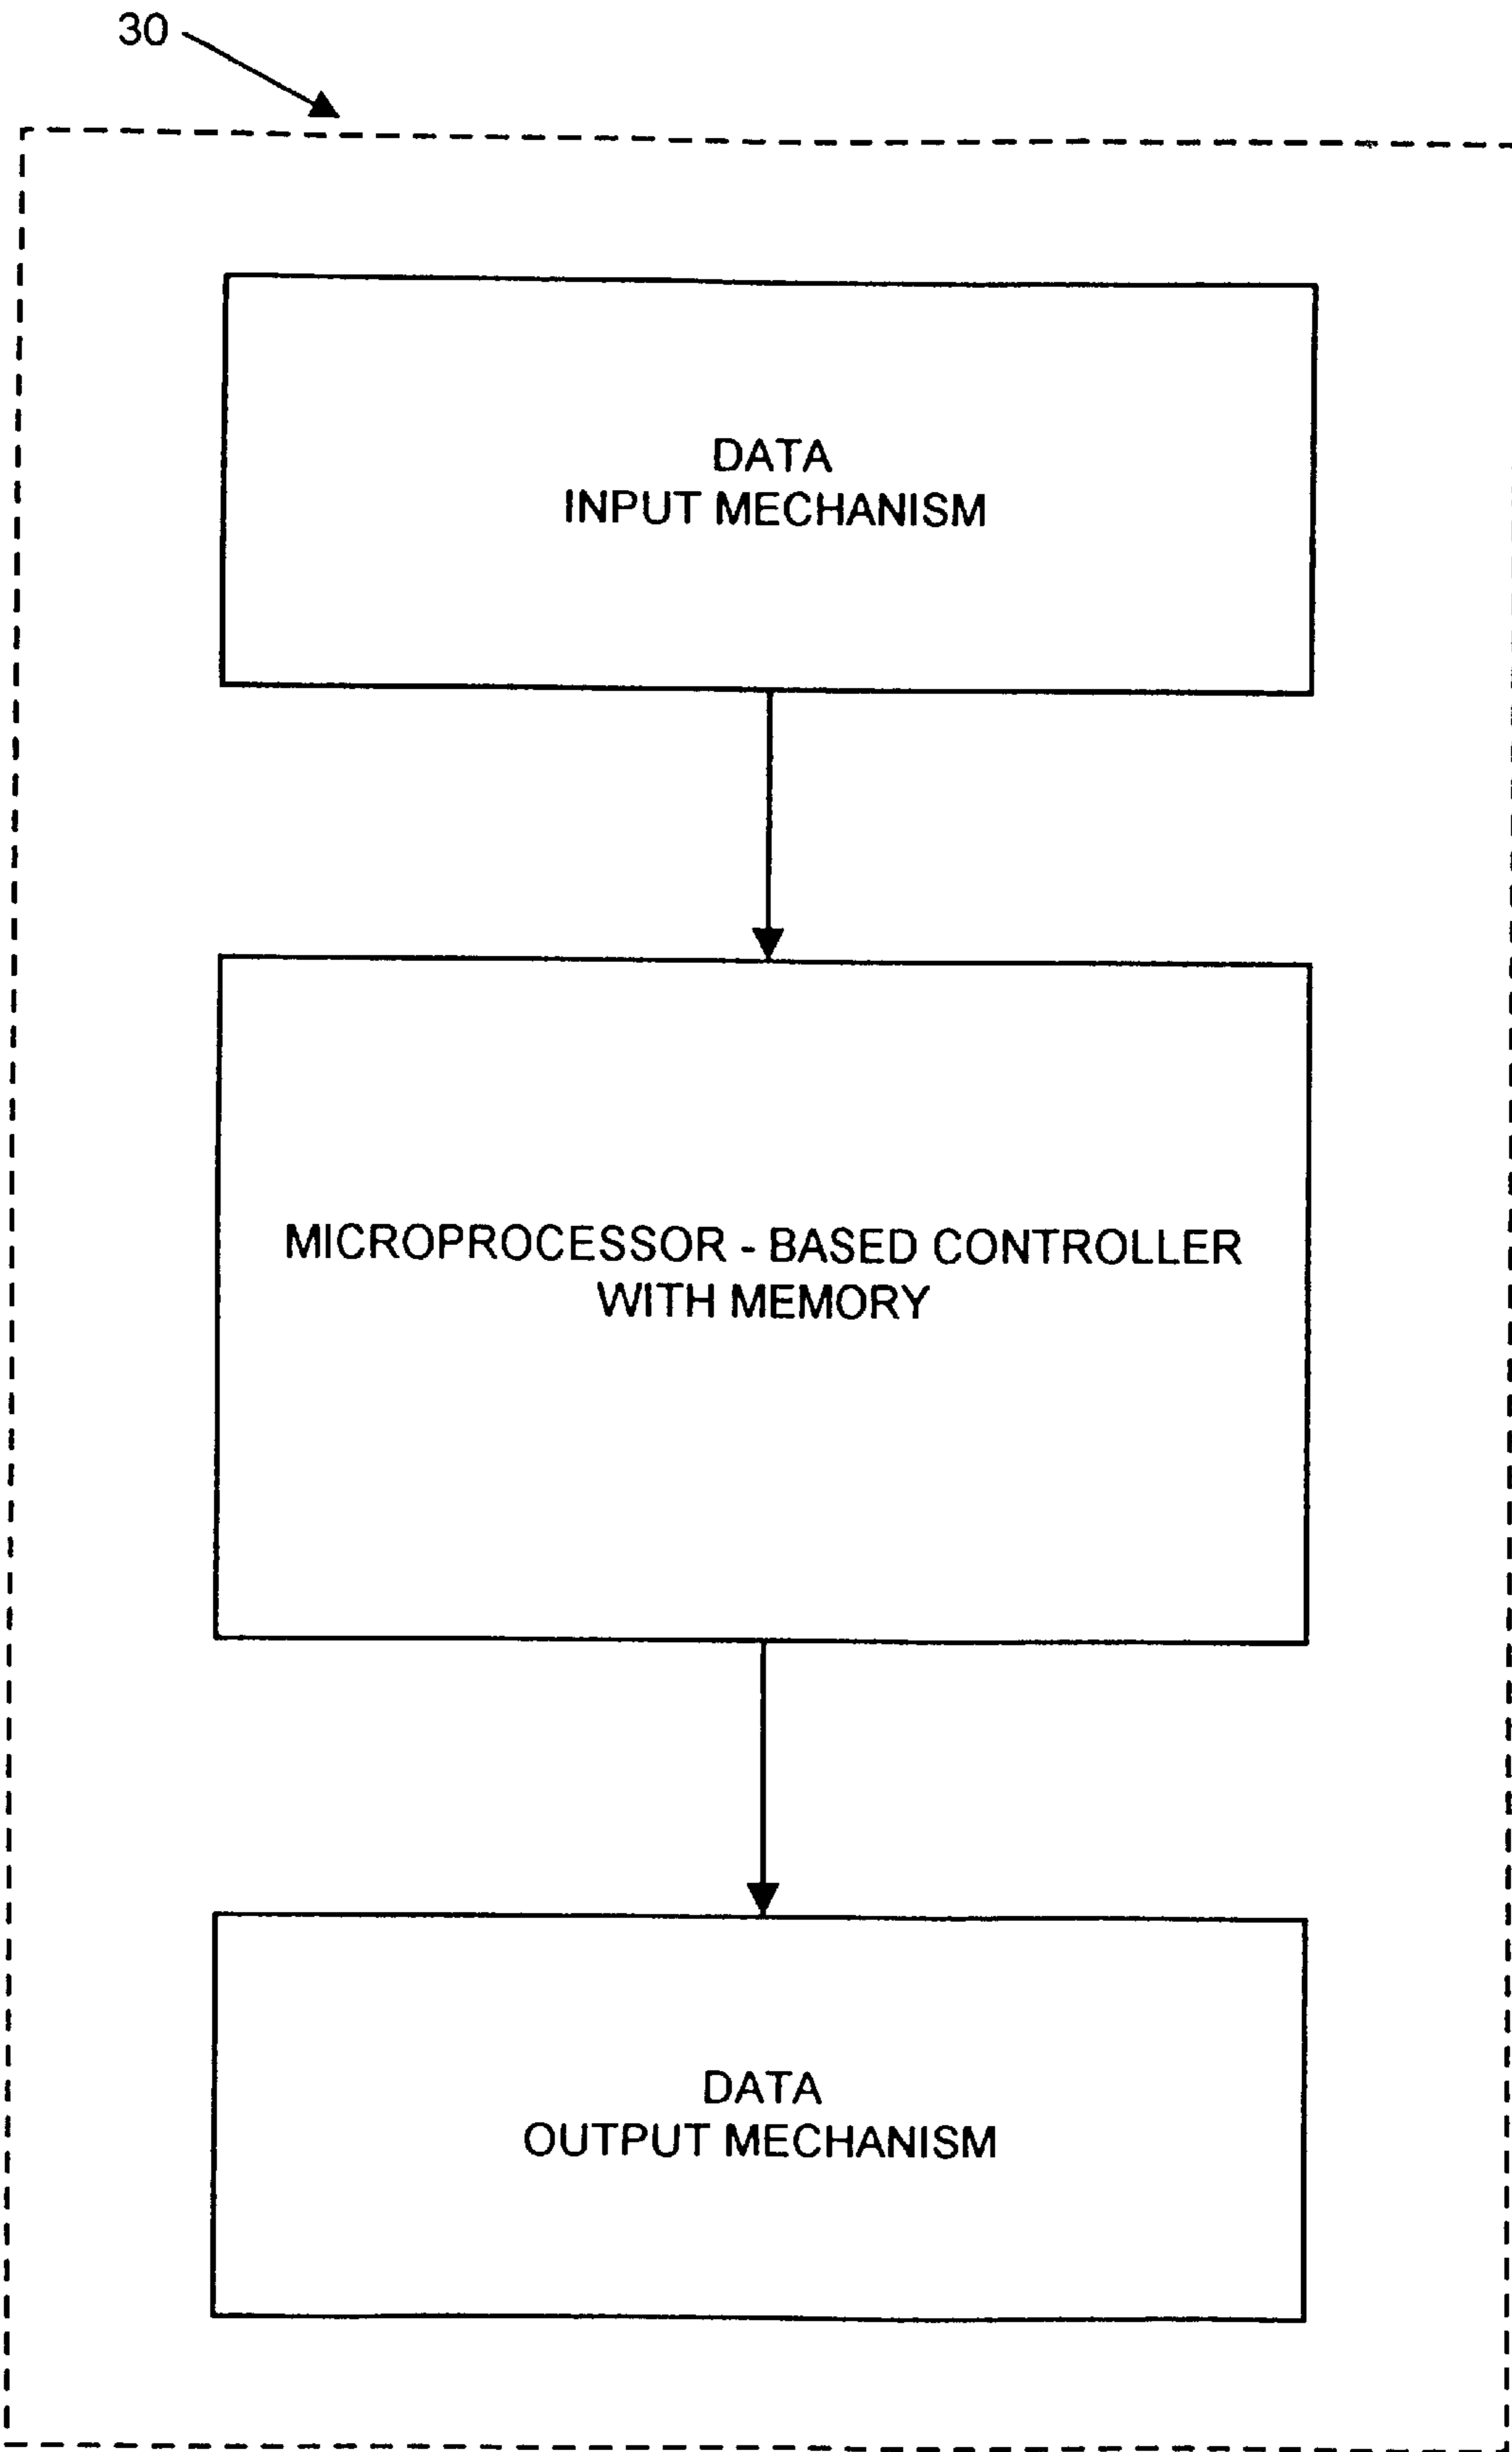 30
DATA
INPUT MECHANISM
MICROPROCESSOR - BASED CONTROLLER
WITH MEMORY
DATA
OUTPUT MECHANISM